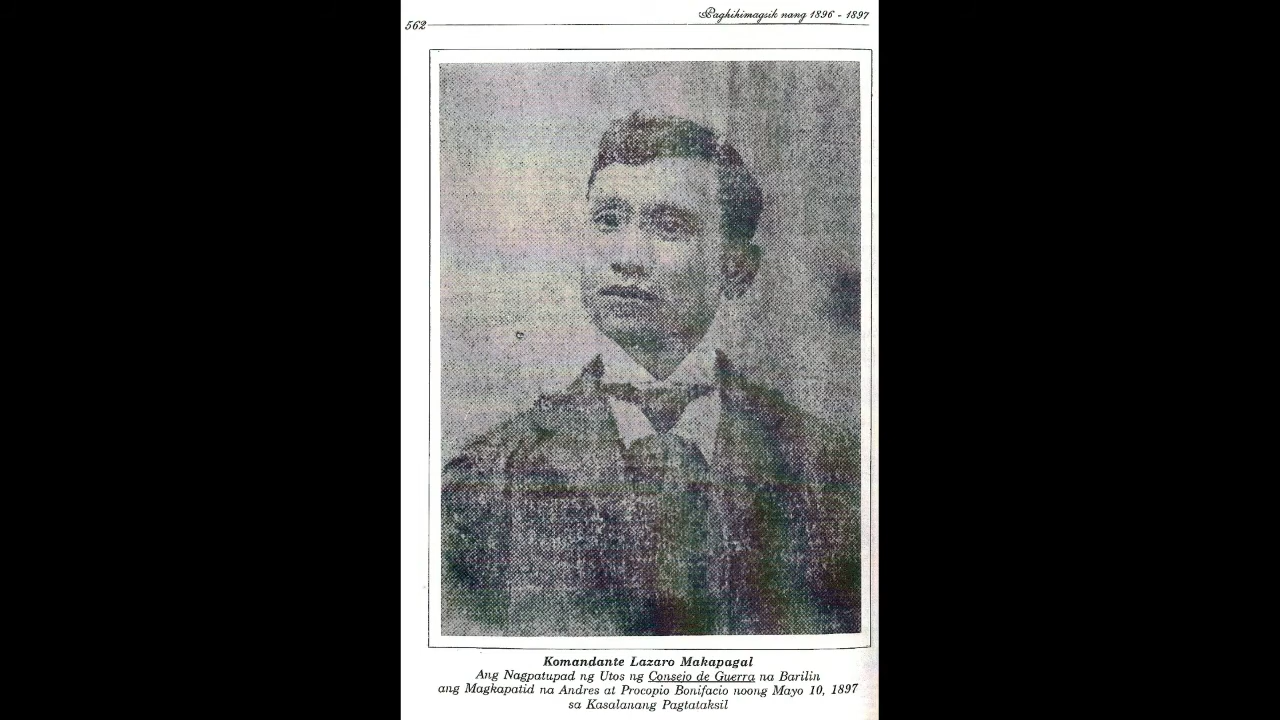 Paghihimagsik nang 1896 - 1897
562
Komandante Lazaro Makapagal
Ang Nagpatupad ng Utos ng Consejo de Guerra na Barilin
ang Magkapatid na Andres at Procopio Bonifacio noong Mayo 10, 1897
sa Kasalanang Pagtataksil